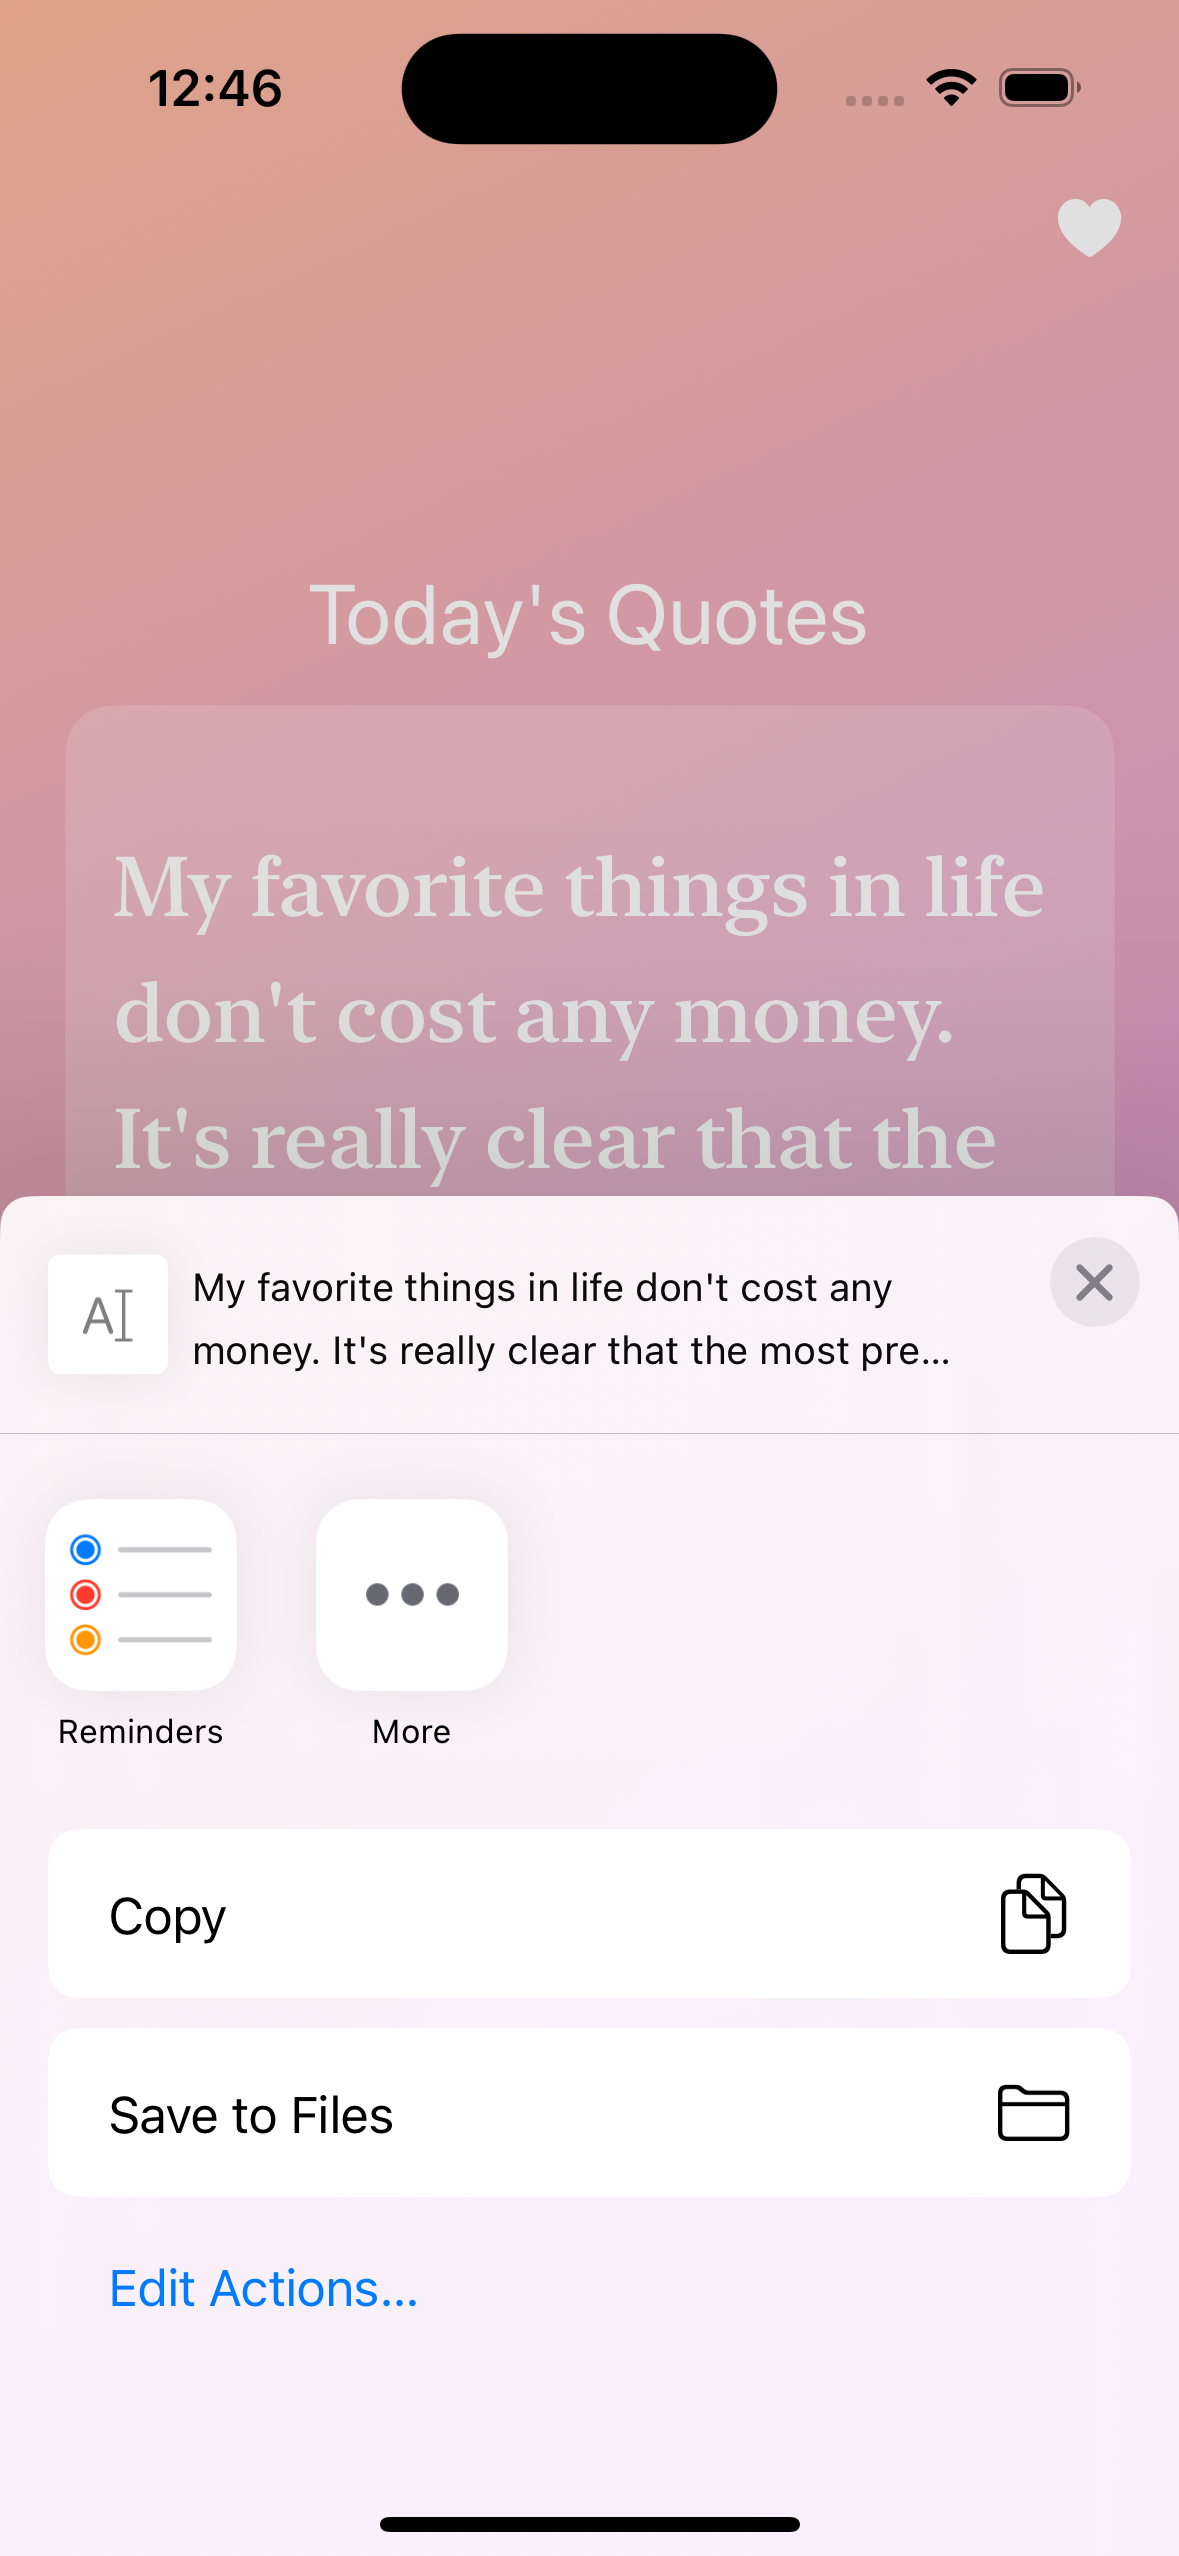 12:46
Today's Quotes
My favorite things in life
don't cost any money.
It's really clear that the
My favorite things in life don't cost any
money. It's really clear that the most pre...
Reminders
More
Copy
Save to Files
Edit Actions...